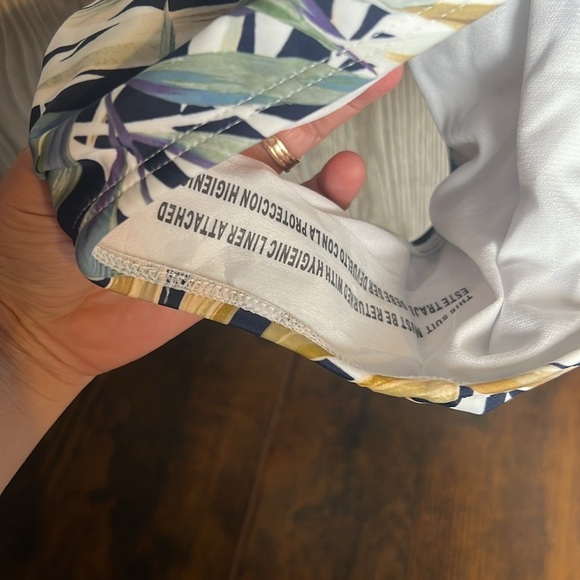 THIS SUIT MUST BE RETURNED WITH HYGIENIC LINER ATTACHED
ESTE TRAJE DEBE SER DEVUELTO CON LA PROTECCION